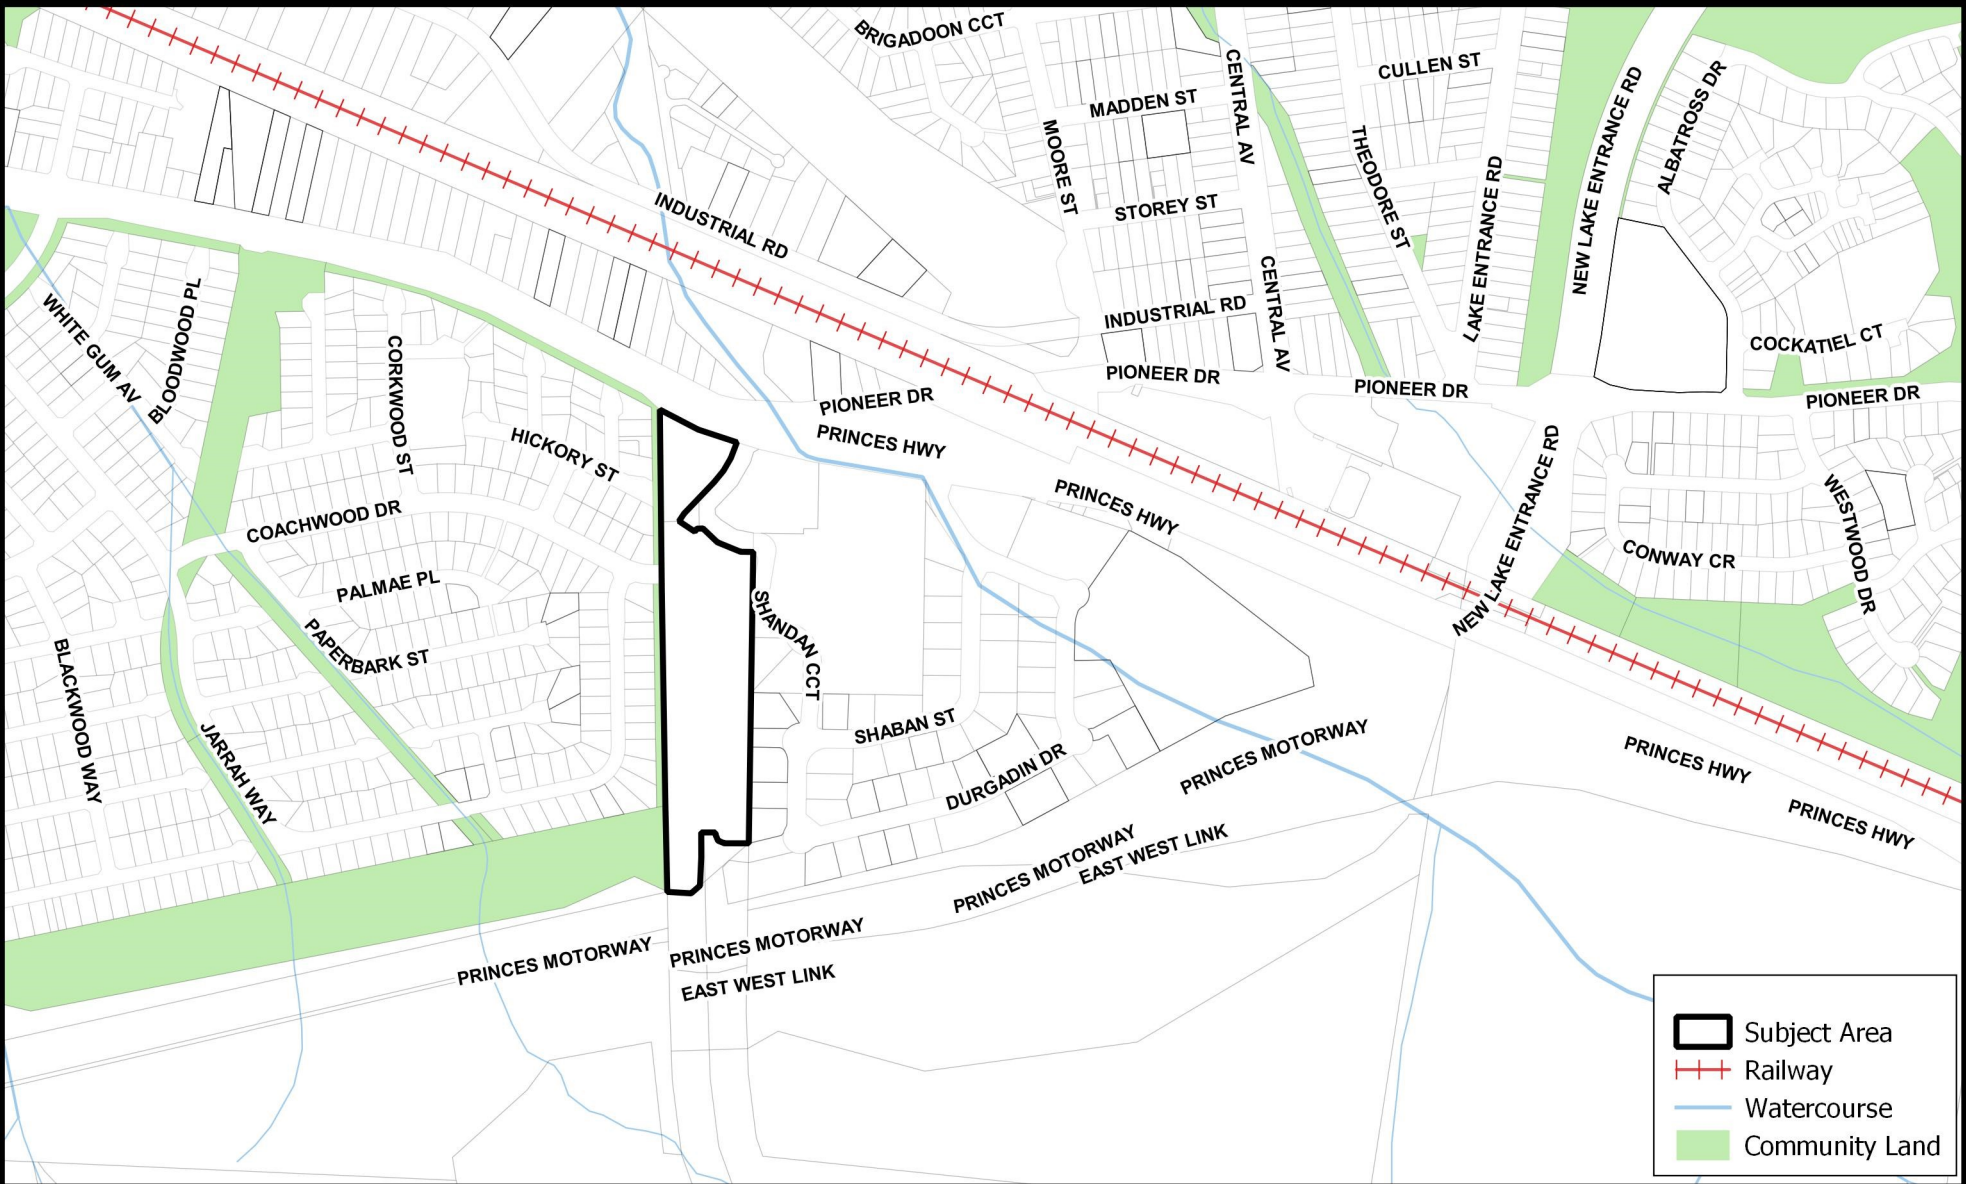 BRIGADOON CCT
CULLEN ST
CENTRAL AV
NEW LAKE ENTRANCE RD
ALBATROSS DR
MADDEN ST
MOORE ST
THEODORE ST
LAKE ENTRANCE RD
STOREY ST
INDUSTRIAL RD
CENTRAL AV
INDUSTRIAL RD
WHITE GUM AV
BLOODWOOD PL
CORKWOOD ST
COCKATIEL CT
PIONEER DR
PIONEER DR
PIONEER DR
PIONEER DR
PRINCES HWY
HICKORY ST
PRINCES HWY
NEW LAKE ENTRANCE RD
WESTWOOD DR
COACHWOOD DR
CONWAY CR
PALMAE PL
SHANDAN CCT
PAPERBARK ST
BLACKWOOD WAY
JARRAH WAY
SHABAN ST
DURGADIN DR
PRINCES MOTORWAY
PRINCES HWY
PRINCES HWY
PRINCES MOTORWAY
EAST WEST LINK
PRINCES MOTORWAY
PRINCES MOTORWAY
EAST WEST LINK
Subject Area
Railway
Watercourse
Community Land